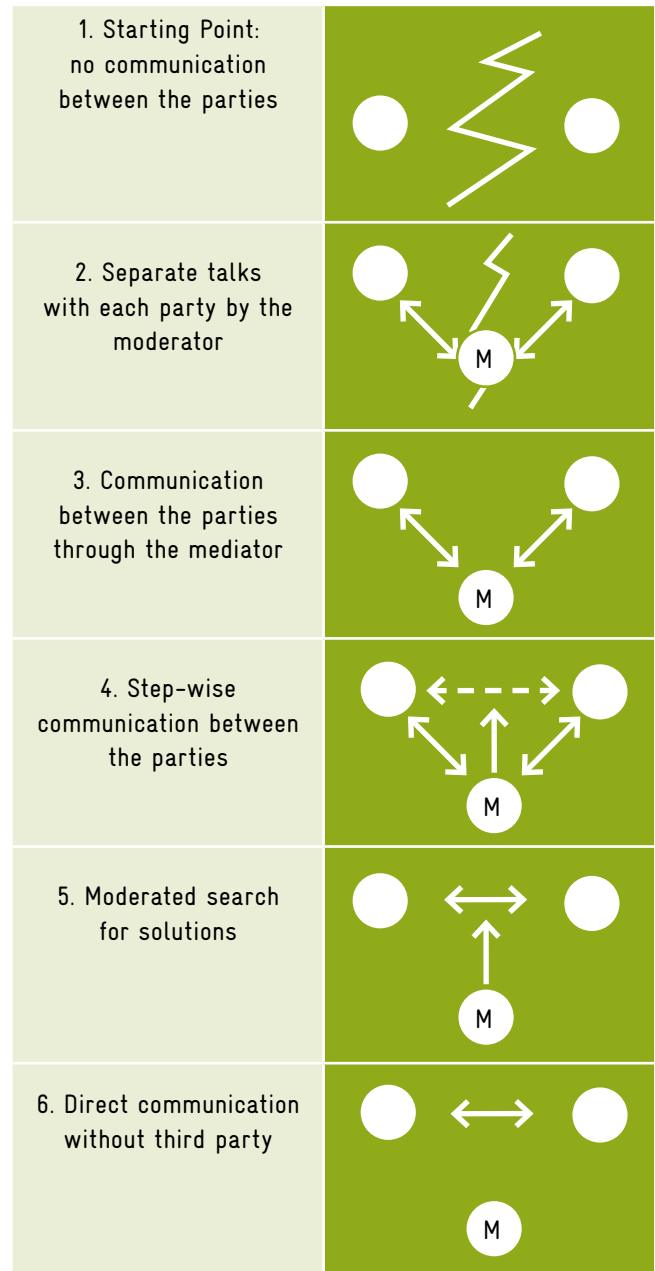 1. Starting Point:
no communication
between the parties
2. Separate talks
with each party by the
moderator
M
3. Communication
between the parties
through the mediator
M
4. Step-wise
communication between
the parties
M
5. Moderated search
for solutions
M
6. Direct communication
without third party
M